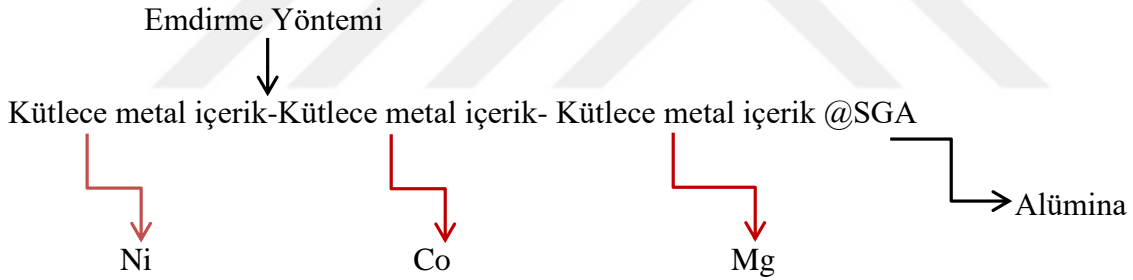 Emdirme Yöntemi
Kütlece metal içerik-Kütlece metal içerik- Kütlece metal içerik @SGA
Alümina
Ni Co Mg